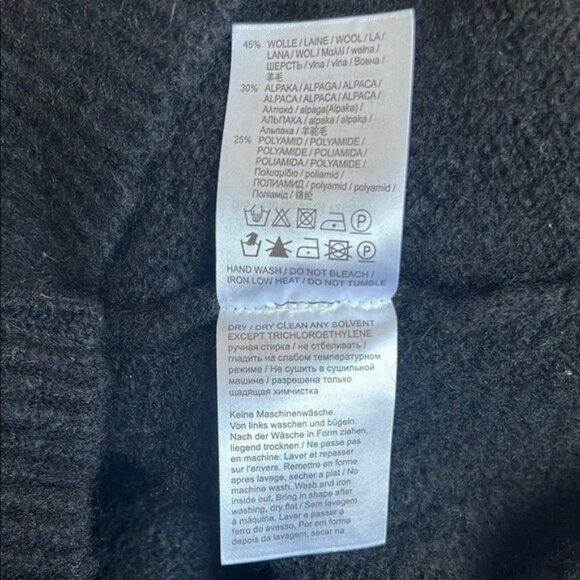 45% WOLLE / LAINE / WOOL / LA /
LANA / WOL / Μαλλί / wełna /
ШЕРСТЬ / vlna / vlna / Вовна /
羊毛
30% ALPAKA / ALPAGA / ALPACA /
ALPACA / ALPACA / ALPACA /
Αλπακά / alpaga(Alpaka) /
АЛЬПАКА / alpaka / alpaka /
Альпака / 羊驼毛
25% POLYAMID / POLYAMIDE /
POLYAMIDE / POLIAMIDA /
POLIAMIDA / POLYAMIDE /
Πολυαμίδιο / poliamid /
ПОЛИАМИД / polyamid / polyamid /
Поліамід / 锦纶
P
P
HAND WASH / DO NOT BLEACH /
IRON LOW HEAT / DO NOT TUMBLE
DRY / DRY CLEAN ANY SOLVENT
EXCEPT TRICHLOROETHYLENE
ручная стирка / не отбеливать /
гладить на слабом температурном
режиме / Не сушить в сушильной
машине / разрешена только
щадящая химчистка
Keine Maschinenwäsche.
Von links waschen und bügeln.
Nach der Wäsche in Form ziehen,
liegend trocknen / Ne passe pas
en machine. Laver et repasser
sur l'envers. Remettre en forme
apres lavage, sécher a plat / No
machine wash. Wash and iron
inside out. Bring in shape after
washing, dry flat / Sem lavagem
à máquina. Lavar e passar a
ferro do avesso. Pôr em forma
depois da lavagem, secar na